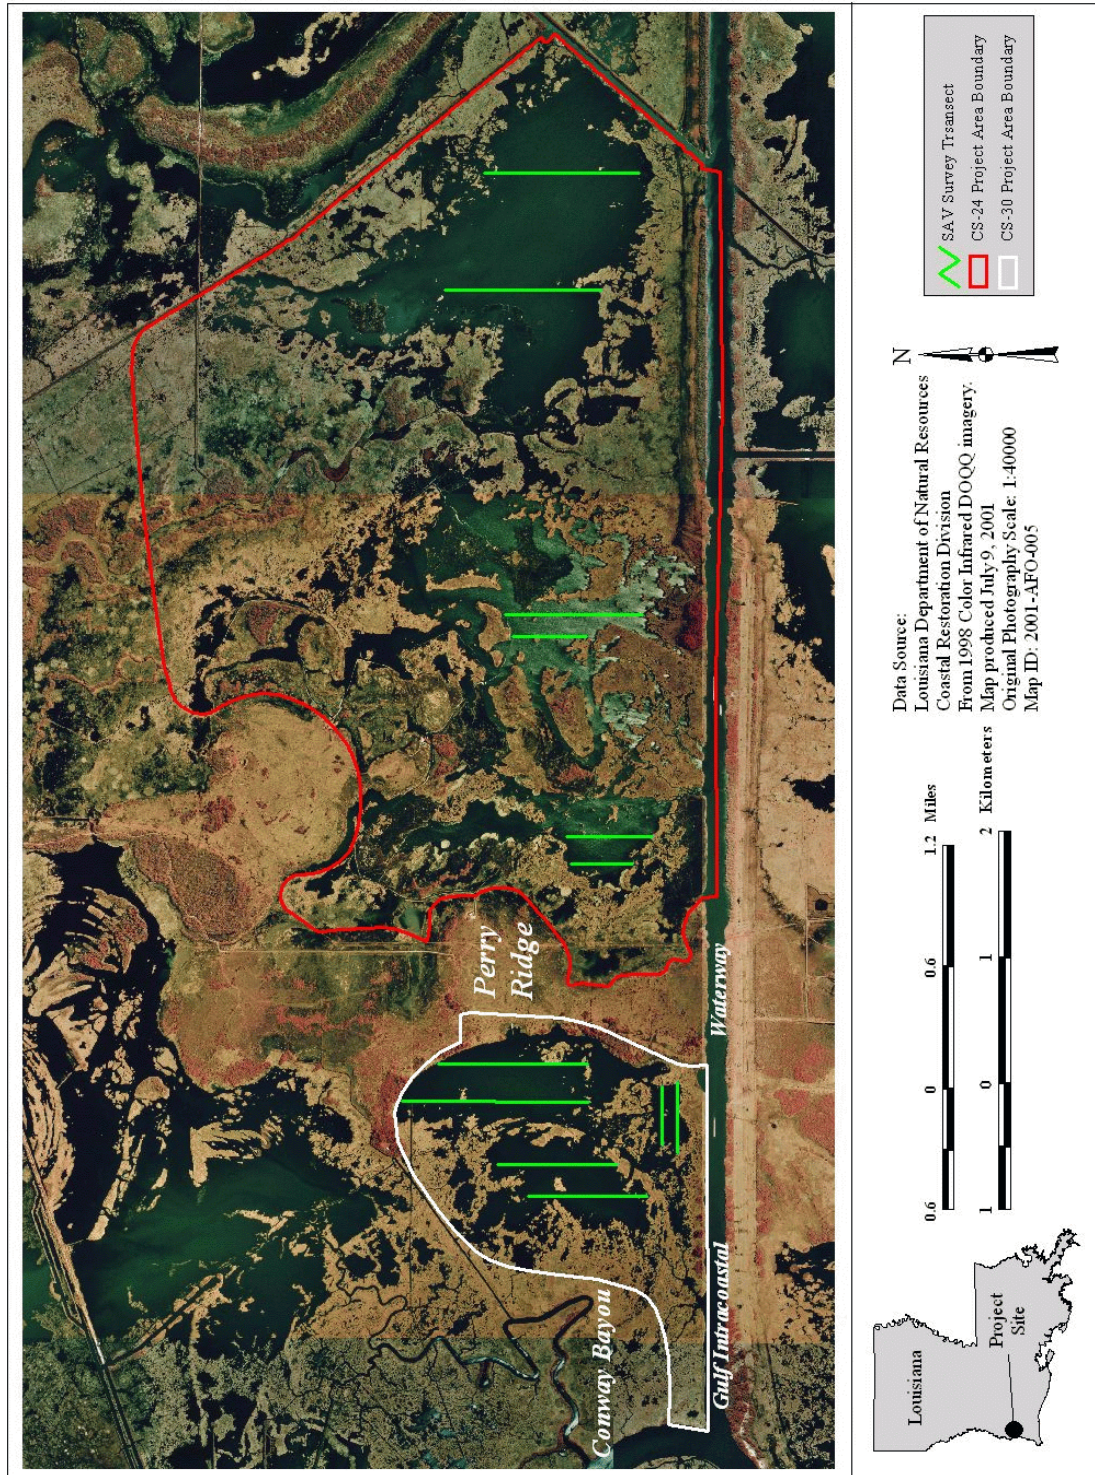 Perry
Ridge
Conway Bayou
Gulf Intracoastal
Waterway
Louisiana
Project
Site
0.6
0
0.6
1.2
Miles
1
0
1
2
Kilometers
Data Source:
Louisiana Department of Natural Resources
Coastal Restoration Division
From 1998 Color Infrared DOQQ imagery.
Map produced July 9, 2001
Original Photography Scale: 1:40000
Map ID: 2001-AFO-005
N
SAV Survey Trsansect
CS-24 Project Area Boundary
CS-30 Project Area Boundary